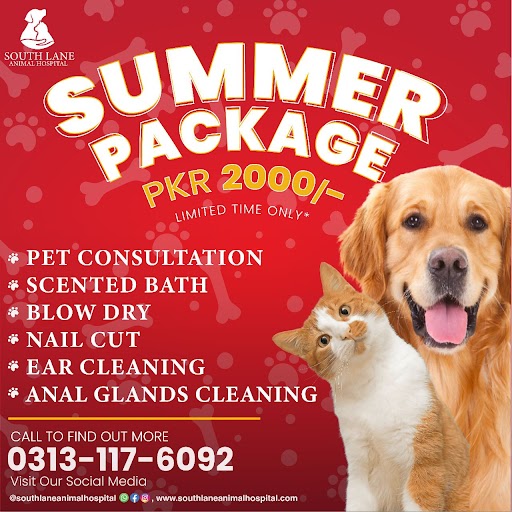 SOUTH LANE
ANIMAL HOSPITAL
SUMMER
PACKAGE
PKR 2000/-
LIMITED TIME ONLY*
PET CONSULTATION
SCENTED BATH
BLOW DRY
NAIL CUT
EAR CLEANING
ANAL GLANDS CLEANING
CALL TO FIND OUT MORE
0313-117-6092
Visit Our Social Media
@southlaneanimalhospital , www.southlaneanimalhospital.com